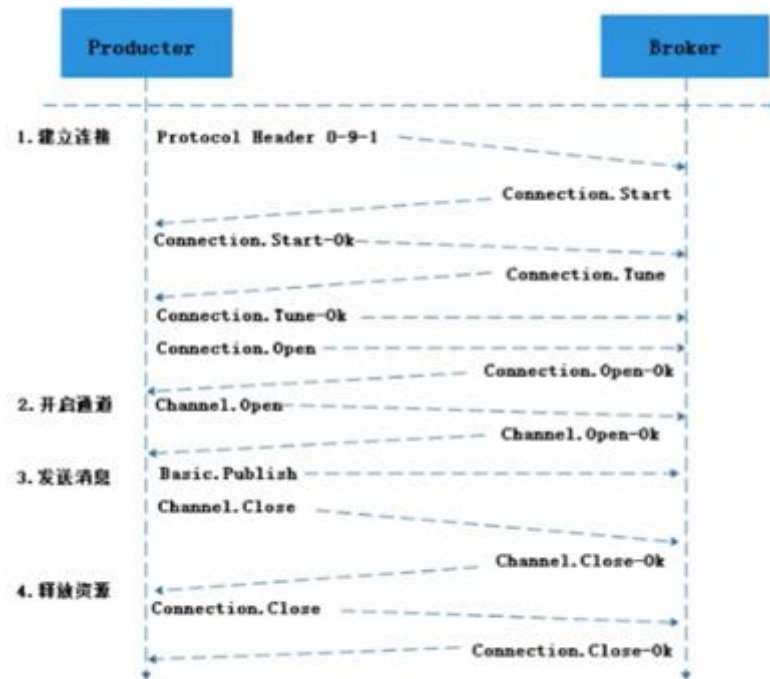 Producter
Broker
1.建立连接
Protocol Header 0-9-1
Connection.Start
Connection.Start-Ok
Connection.Tune
Connection.Tune-Ok
Connection.Open
Connection.Open-Ok
2.开启通道
Channel.Open
Channel.Open-Ok
3.发送消息
Basic.Publish
Channel.Close
Channel.Close-Ok
4.释放资源
Connection.Close
Connection.Close-Ok